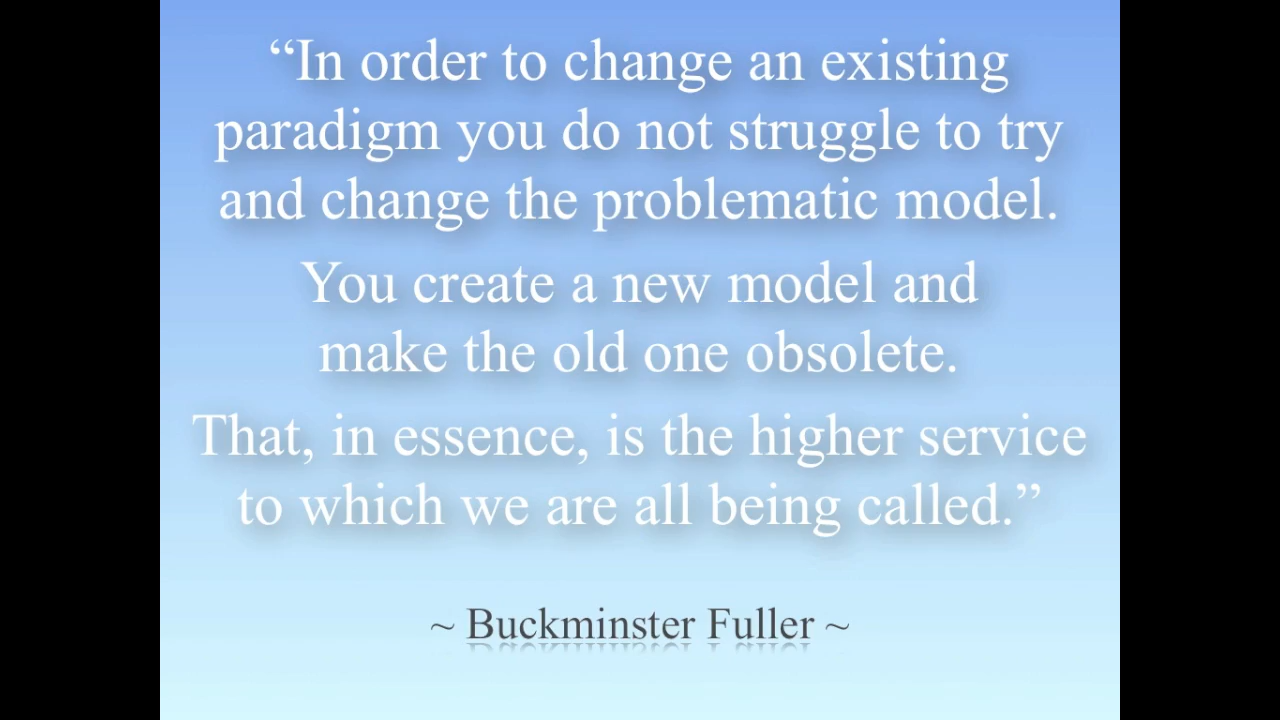 “In order to change an existing
paradigm you do not struggle to try
and change the problematic model.
You create a new model and
make the old one obsolete.
That, in essence, is the higher service
to which we are all being called.”
~ Buckminster Fuller ~